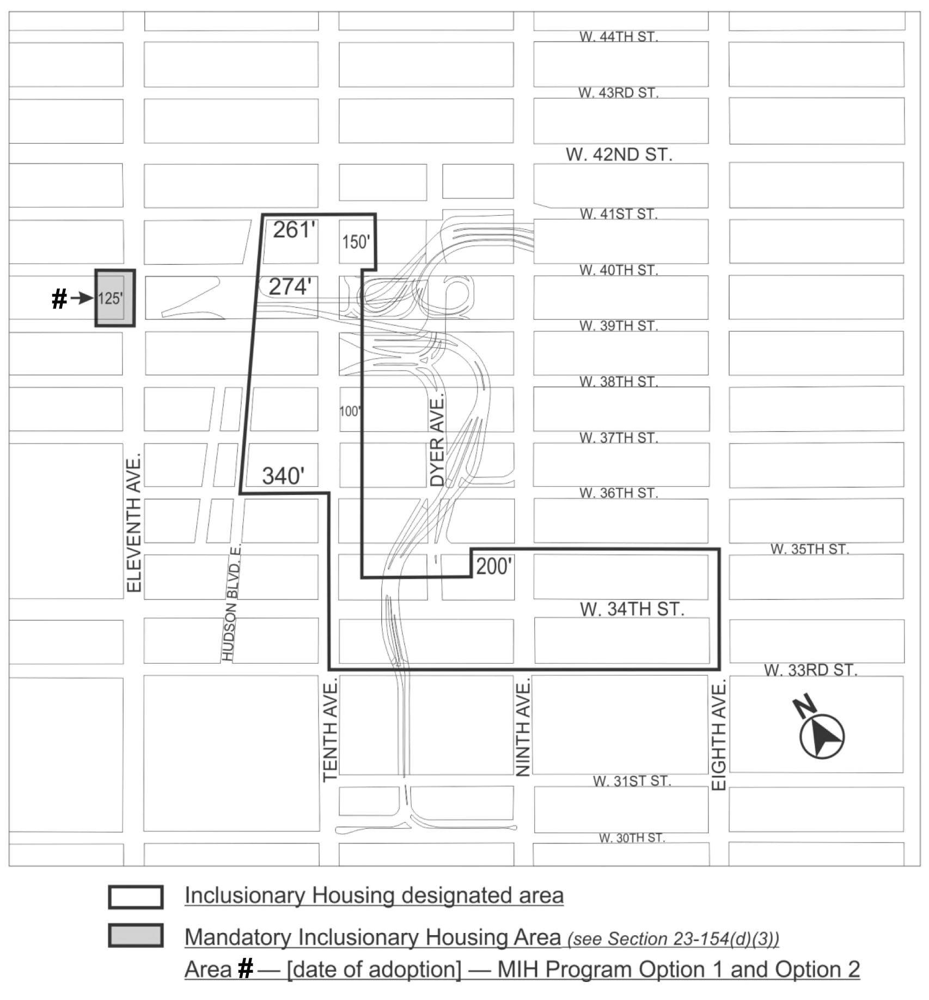 W. 44TH ST.
W. 43RD ST.
W. 42ND ST.
W. 41ST ST.
261'
150'
W. 40TH ST.
274'
#
125'
W. 39TH ST.
W. 38TH ST.
100'
DYER AVE.
W. 37TH ST.
340'
W. 36TH ST.
ELEVENTH AVE.
HUDSON BLVD. E.
W. 35TH ST.
200'
W. 34TH ST.
W. 33RD ST.
TENTH AVE.
NINTH AVE.
EIGHTH AVE.
N
W. 31ST ST.
W. 30TH ST.
Inclusionary Housing designated area
Mandatory Inclusionary Housing Area (see Section 23-154(d)(3))
Area # — [date of adoption] — MIH Program Option 1 and Option 2